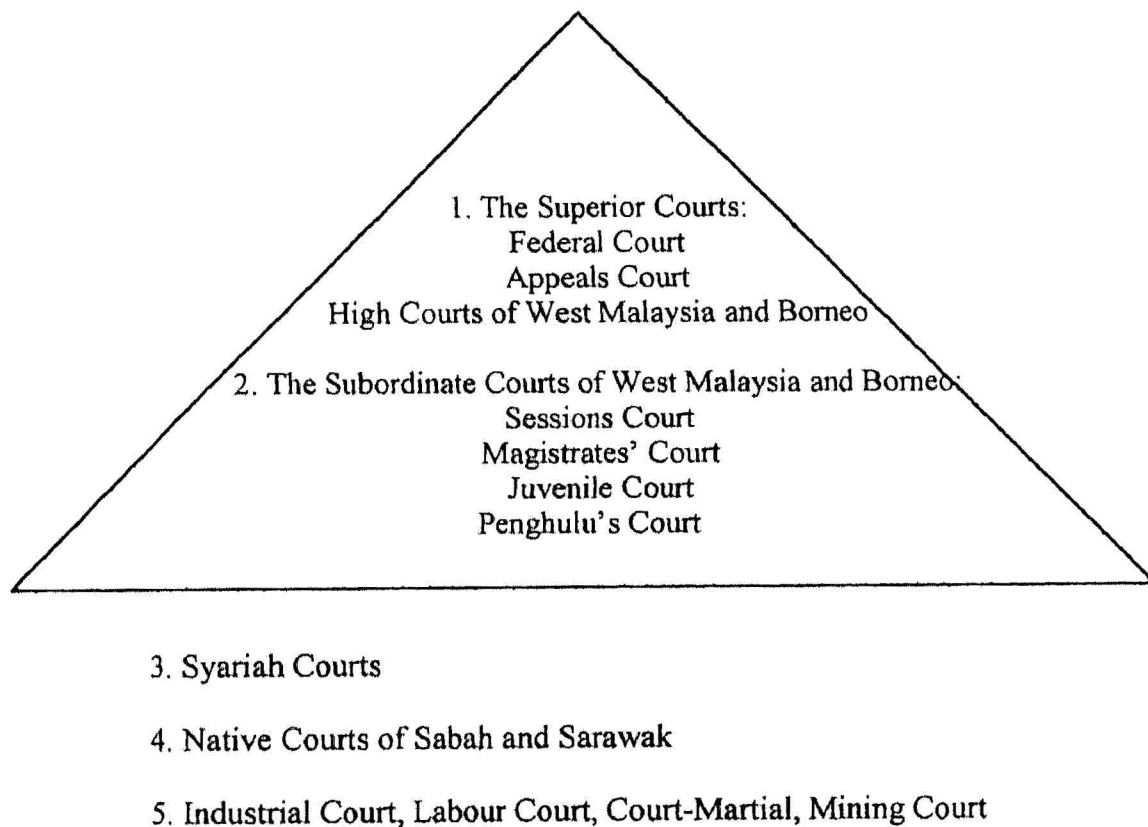 1. The Superior Courts:
Federal Court
Appeals Court
High Courts of West Malaysia and Borneo
2. The Subordinate Courts of West Malaysia and Borneo:
Sessions Court
Magistrates' Court
Juvenile Court
Penghulu's Court
3. Syariah Courts
4. Native Courts of Sabah and Sarawak
5. Industrial Court, Labour Court, Court-Martial, Mining Court